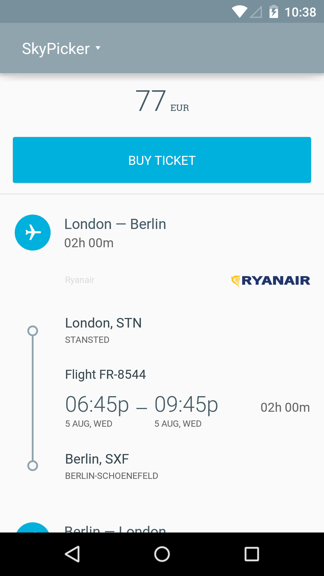 10:38
SkyPicker
77 EUR
BUY TICKET
London — Berlin
02h 00m
Ryanair
RYANAIR
London, STN
STANSTED
Flight FR-8544
06:45p — 09:45p
02h 00m
5 AUG, WED
5 AUG, WED
Berlin, SXF
BERLIN-SCHOENEFELD
Berlin — London